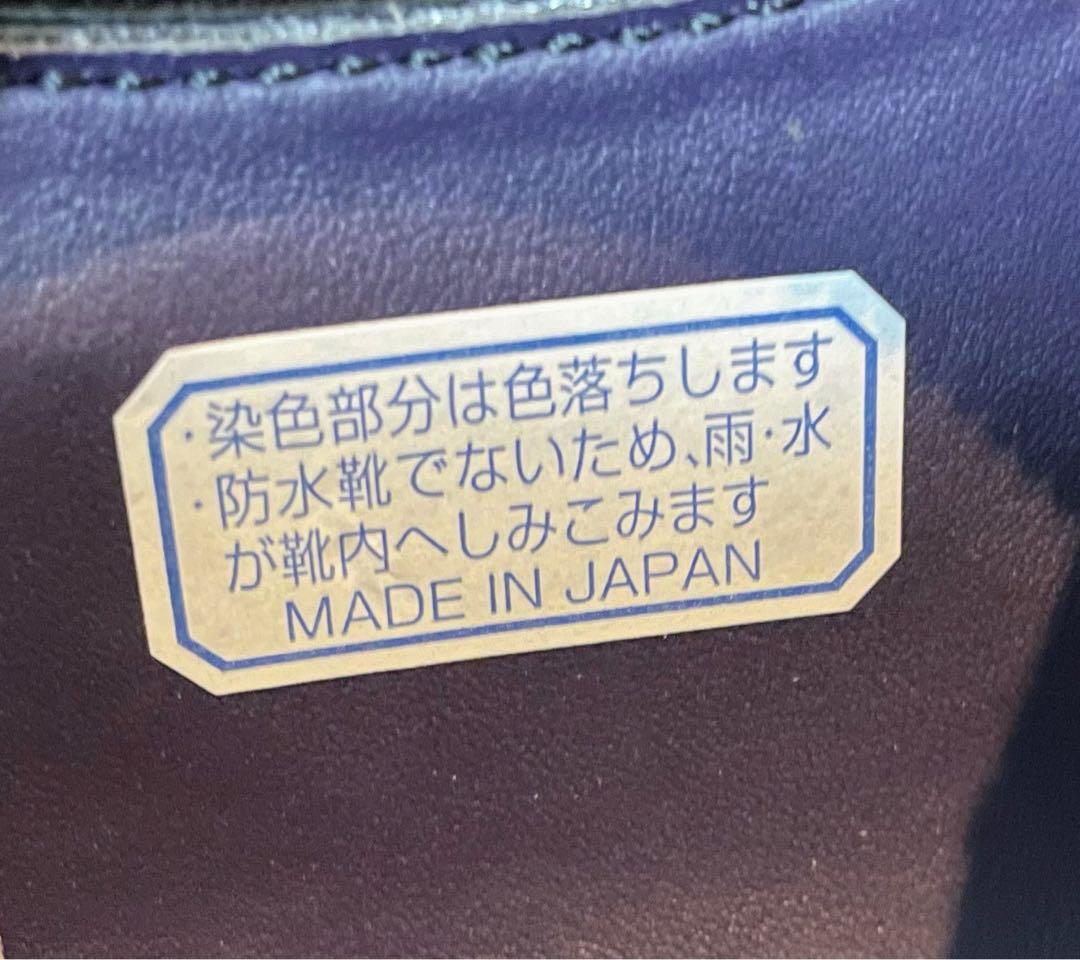 ・染色部分は色落ちします
・防水靴でないため、雨・水
が靴内へしみこみます
MADE IN JAPAN